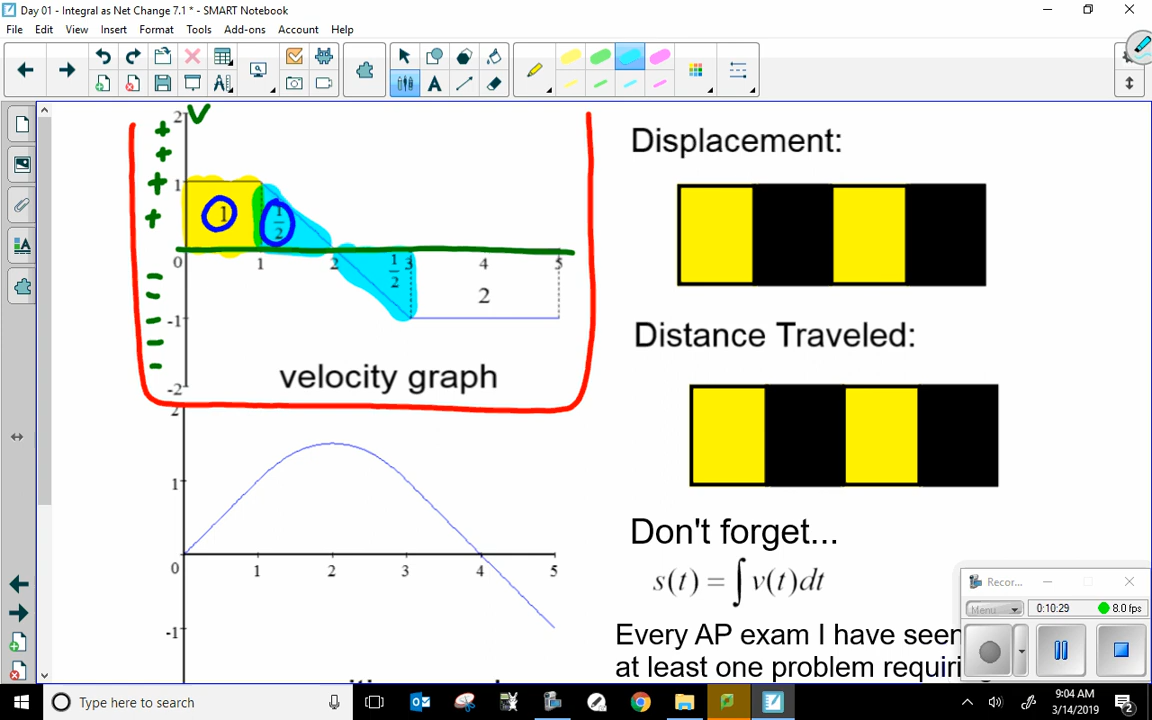 Day 01 - Integral as Net Change 7.1 * - SMART Notebook
File Edit View Insert Format Tools Add-ons Account Help
2 V
1
1 1/2
0 1 2 1/2 3 4 5
2
-1
velocity graph
-2
2
1
0 1 2 3 4 5
-1
Displacement:
Distance Traveled:
Don't forget...
s(t) = ∫ v(t)dt
Every AP exam I have seen
at least one problem requirin
Recor...
Menu 0:10:29 8.0 fps
Type here to search
9:04 AM
3/14/2019
2